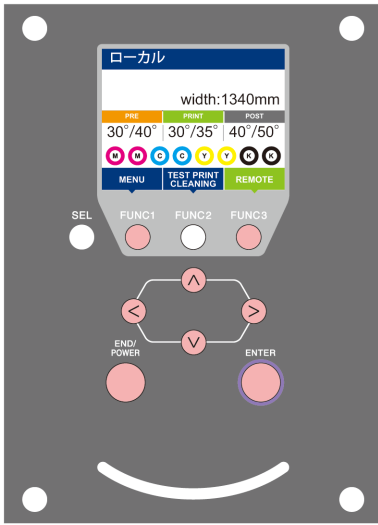 ローカル
width:1340mm
PRE PRINT POST
30°/40° 30°/35° 40°/50°
M M C C Y Y K K
MENU TEST PRINT CLEANING REMOTE
SEL FUNC1 FUNC2 FUNC3
END/
POWER
ENTER